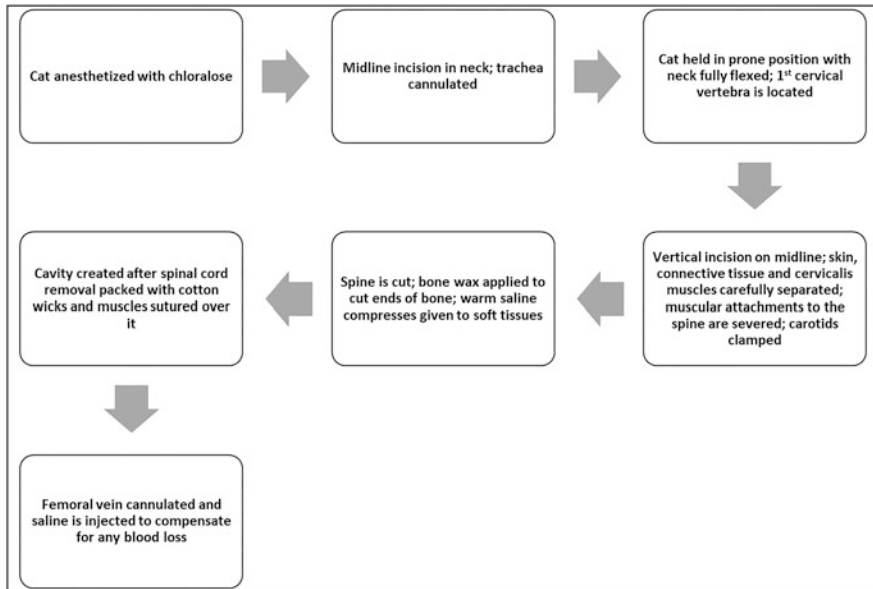 Cat anesthetized with chloralose
Midline incision in neck; trachea
cannulated
Cat held in prone position with
neck fully flexed; 1st cervical
vertebra is located
Vertical incision on midline; skin,
connective tissue and cervicalis
muscles carefully separated;
muscular attachments to the
spine are severed; carotids
clamped
Spine is cut; bone wax applied to
cut ends of bone; warm saline
compresses given to soft tissues
Cavity created after spinal cord
removal packed with cotton
wicks and muscles sutured over
it
Femoral vein cannulated and
saline is injected to compensate
for any blood loss